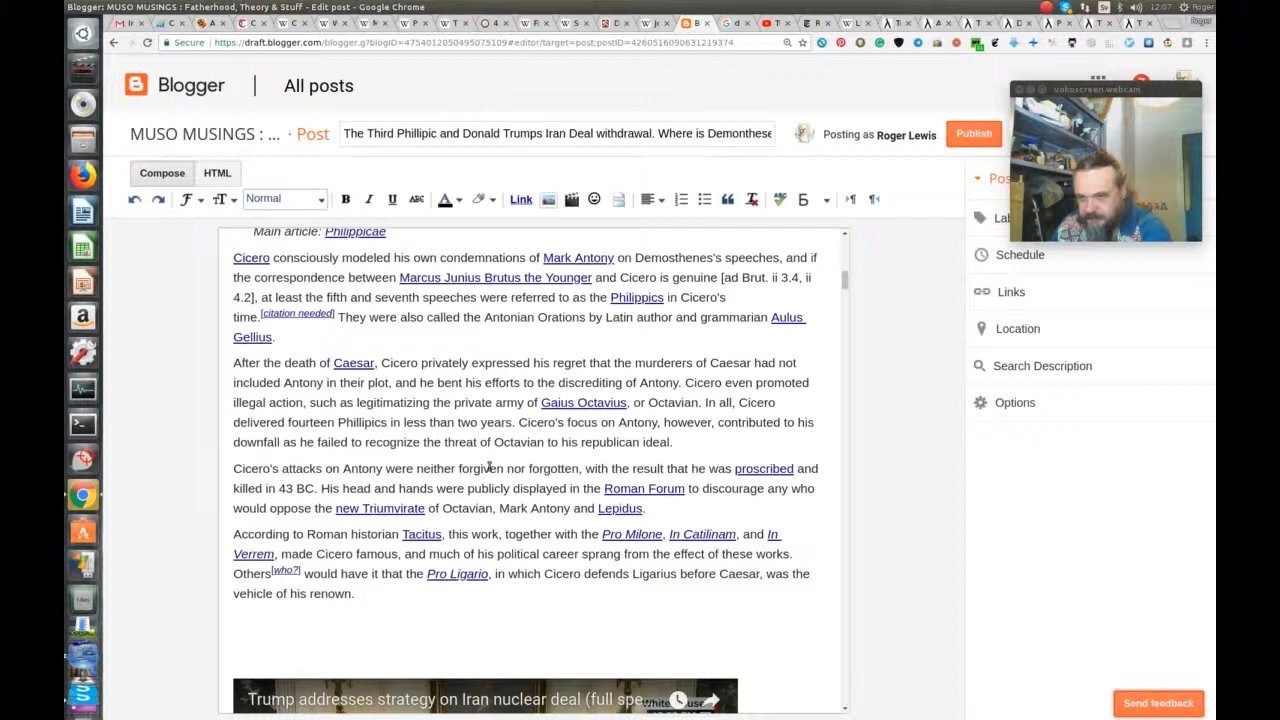 Blogger: MUSO MUSINGS : Fatherhood, Theory & Stuff - Edit post - Google Chrome
Sv
12:07
Roger
Roger
Secure
https://draft.blogger.com/blogger.g?blogID=4754012050495075109#editor/target=post;postID=4260516090631219374
Blogger
All posts
vokoscreen webcam
MUSO MUSINGS : ...
· Post
The Third Phillipic and Donald Trumps Iran Deal withdrawal. Where is Demonthese
Posting as Roger Lewis
Publish
Compose
HTML
Normal
B I U ABC A
Link
Main article: Philippicae
Cicero consciously modeled his own condemnations of Mark Antony on Demosthenes's speeches, and if
the correspondence between Marcus Junius Brutus the Younger and Cicero is genuine [ad Brut. ii 3.4, ii
4.2], at least the fifth and seventh speeches were referred to as the Philippics in Cicero's
time.[citation needed] They were also called the Antonian Orations by Latin author and grammarian Aulus
Gellius.
After the death of Caesar, Cicero privately expressed his regret that the murderers of Caesar had not
included Antony in their plot, and he bent his efforts to the discrediting of Antony. Cicero even promoted
illegal action, such as legitimatizing the private army of Gaius Octavius, or Octavian. In all, Cicero
delivered fourteen Phillipics in less than two years. Cicero's focus on Antony, however, contributed to his
downfall as he failed to recognize the threat of Octavian to his republican ideal.
Cicero's attacks on Antony were neither forgiven nor forgotten, with the result that he was proscribed and
killed in 43 BC. His head and hands were publicly displayed in the Roman Forum to discourage any who
would oppose the new Triumvirate of Octavian, Mark Antony and Lepidus.
According to Roman historian Tacitus, this work, together with the Pro Milone, In Catilinam, and In
Verrem, made Cicero famous, and much of his political career sprang from the effect of these works.
Others[who?] would have it that the Pro Ligario, in which Cicero defends Ligarius before Caesar, was the
vehicle of his renown.
Trump addresses strategy on Iran nuclear deal (full spe...
Schedule
Links
Location
Search Description
Options
Send feedback